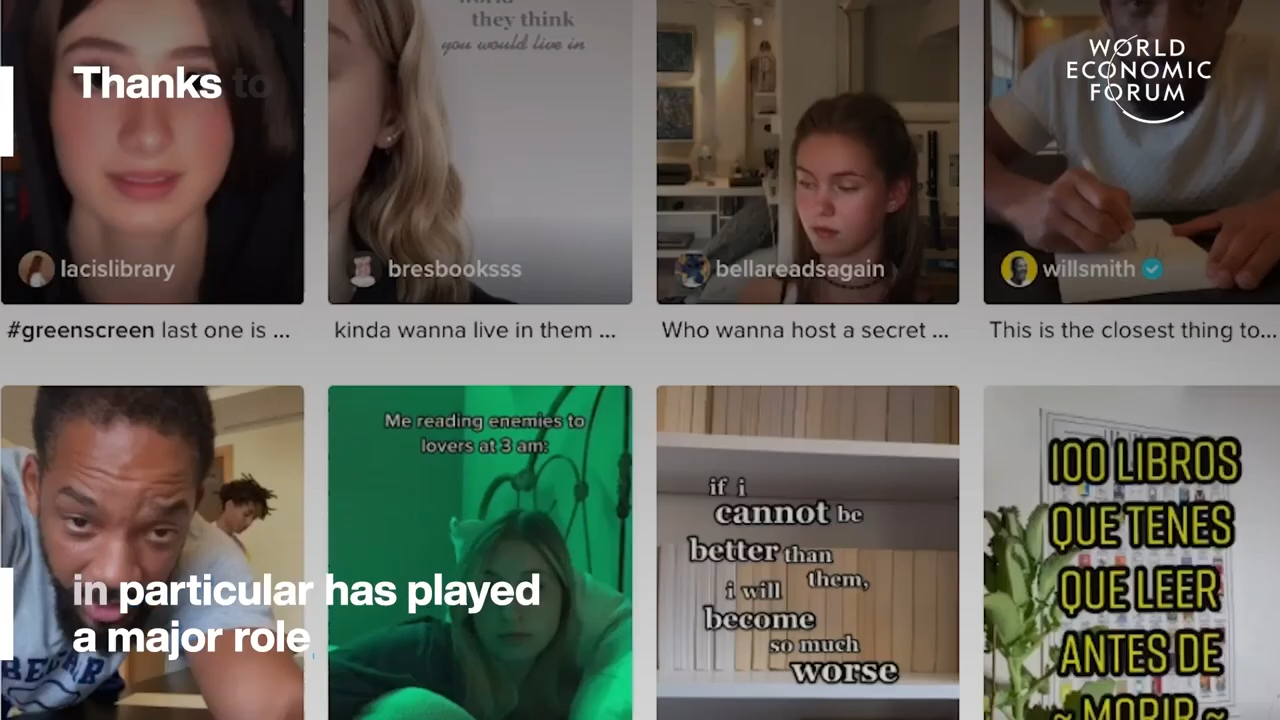 they think
you would live in
Thanks to
WORLD
ECONOMIC
FORUM
lacislibrary
bresbooksss
bellareadsagain
willsmith
#greenscreen last one is ...
kinda wanna live in them ...
Who wanna host a secret ...
This is the closest thing to...
Me reading enemies to
lovers at 3 am:
if i
cannot be
better than
them,
i will
become
so much
worse
100 LIBROS
QUE TENES
QUE LEER
ANTES DE
~ MORIR ~
in particular has played
a major role